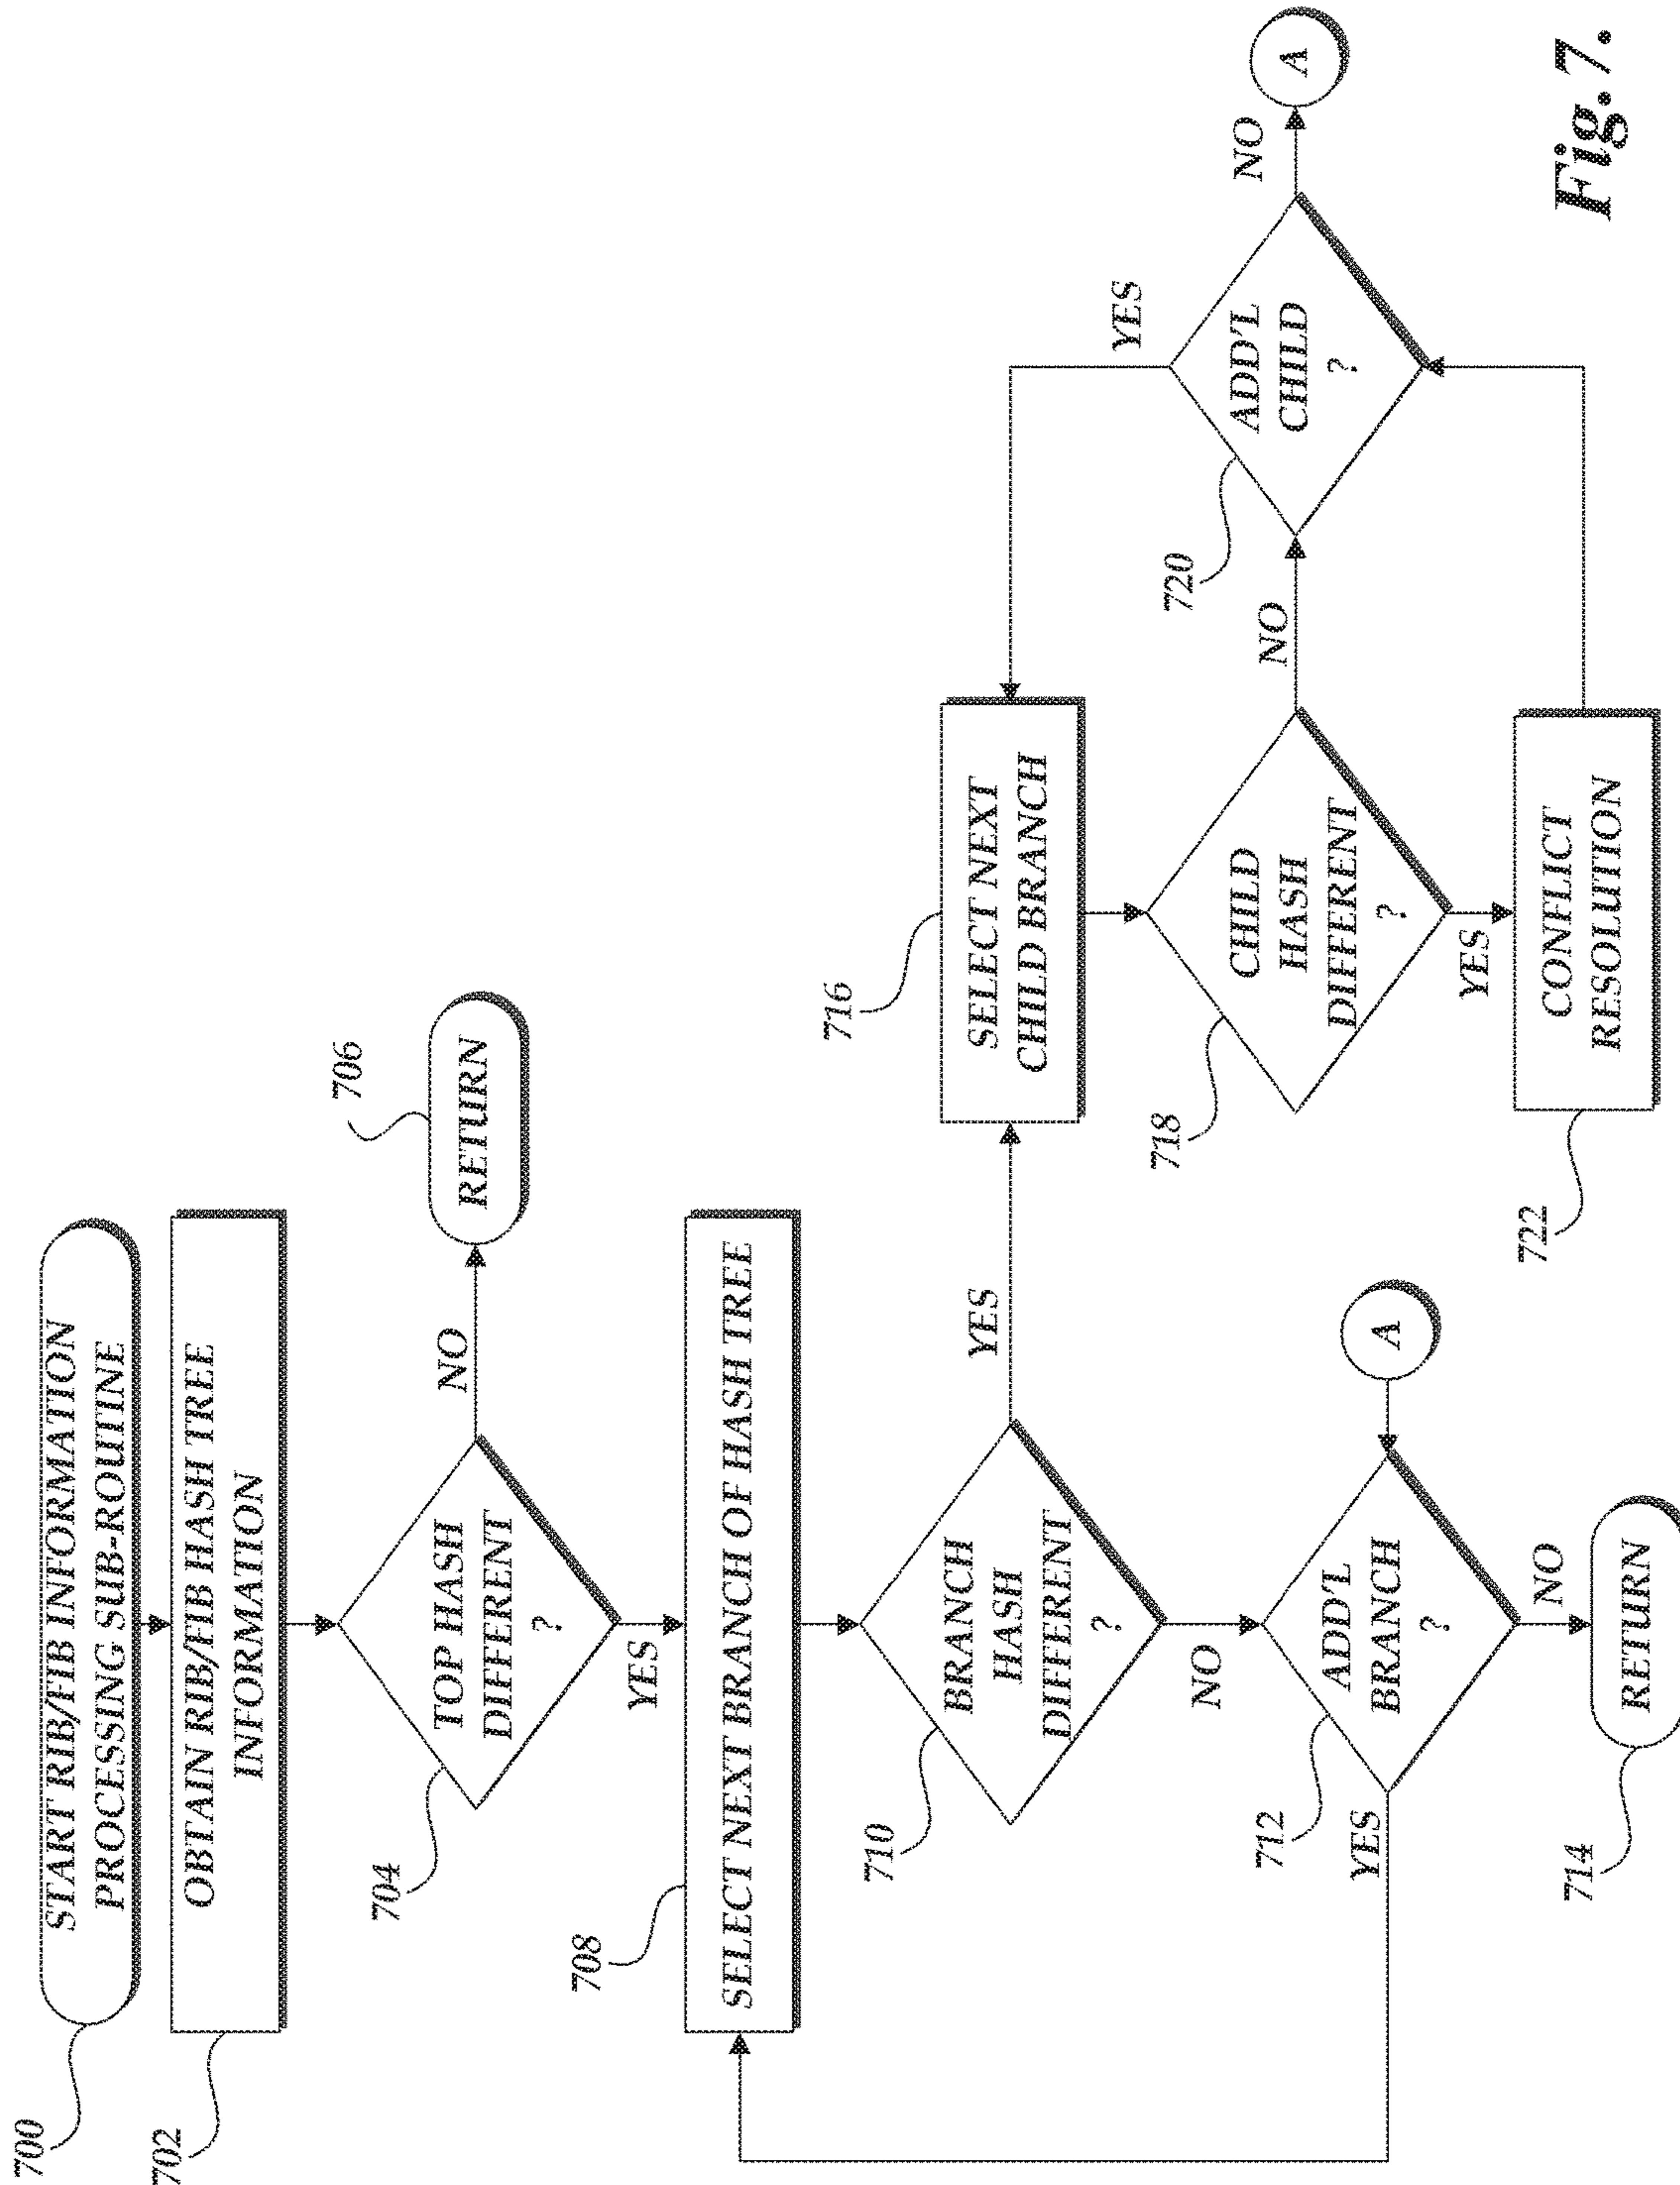 700
START RIB/FIB INFORMATION
PROCESSING SUB-ROUTINE
702
OBTAIN RIB/FIB HASH TREE
INFORMATION
704
TOP HASH
DIFFERENT
?
NO
706
RETURN
YES
708
SELECT NEXT BRANCH OF HASH TREE
710
BRANCH
HASH
DIFFERENT
?
YES
NO
712
ADD'L
BRANCH
?
A
YES
NO
714
RETURN
716
SELECT NEXT
CHILD BRANCH
718
CHILD
HASH
DIFFERENT
?
NO
YES
720
ADD'L
CHILD
?
YES
NO
A
722
CONFLICT
RESOLUTION
Fig. 7.